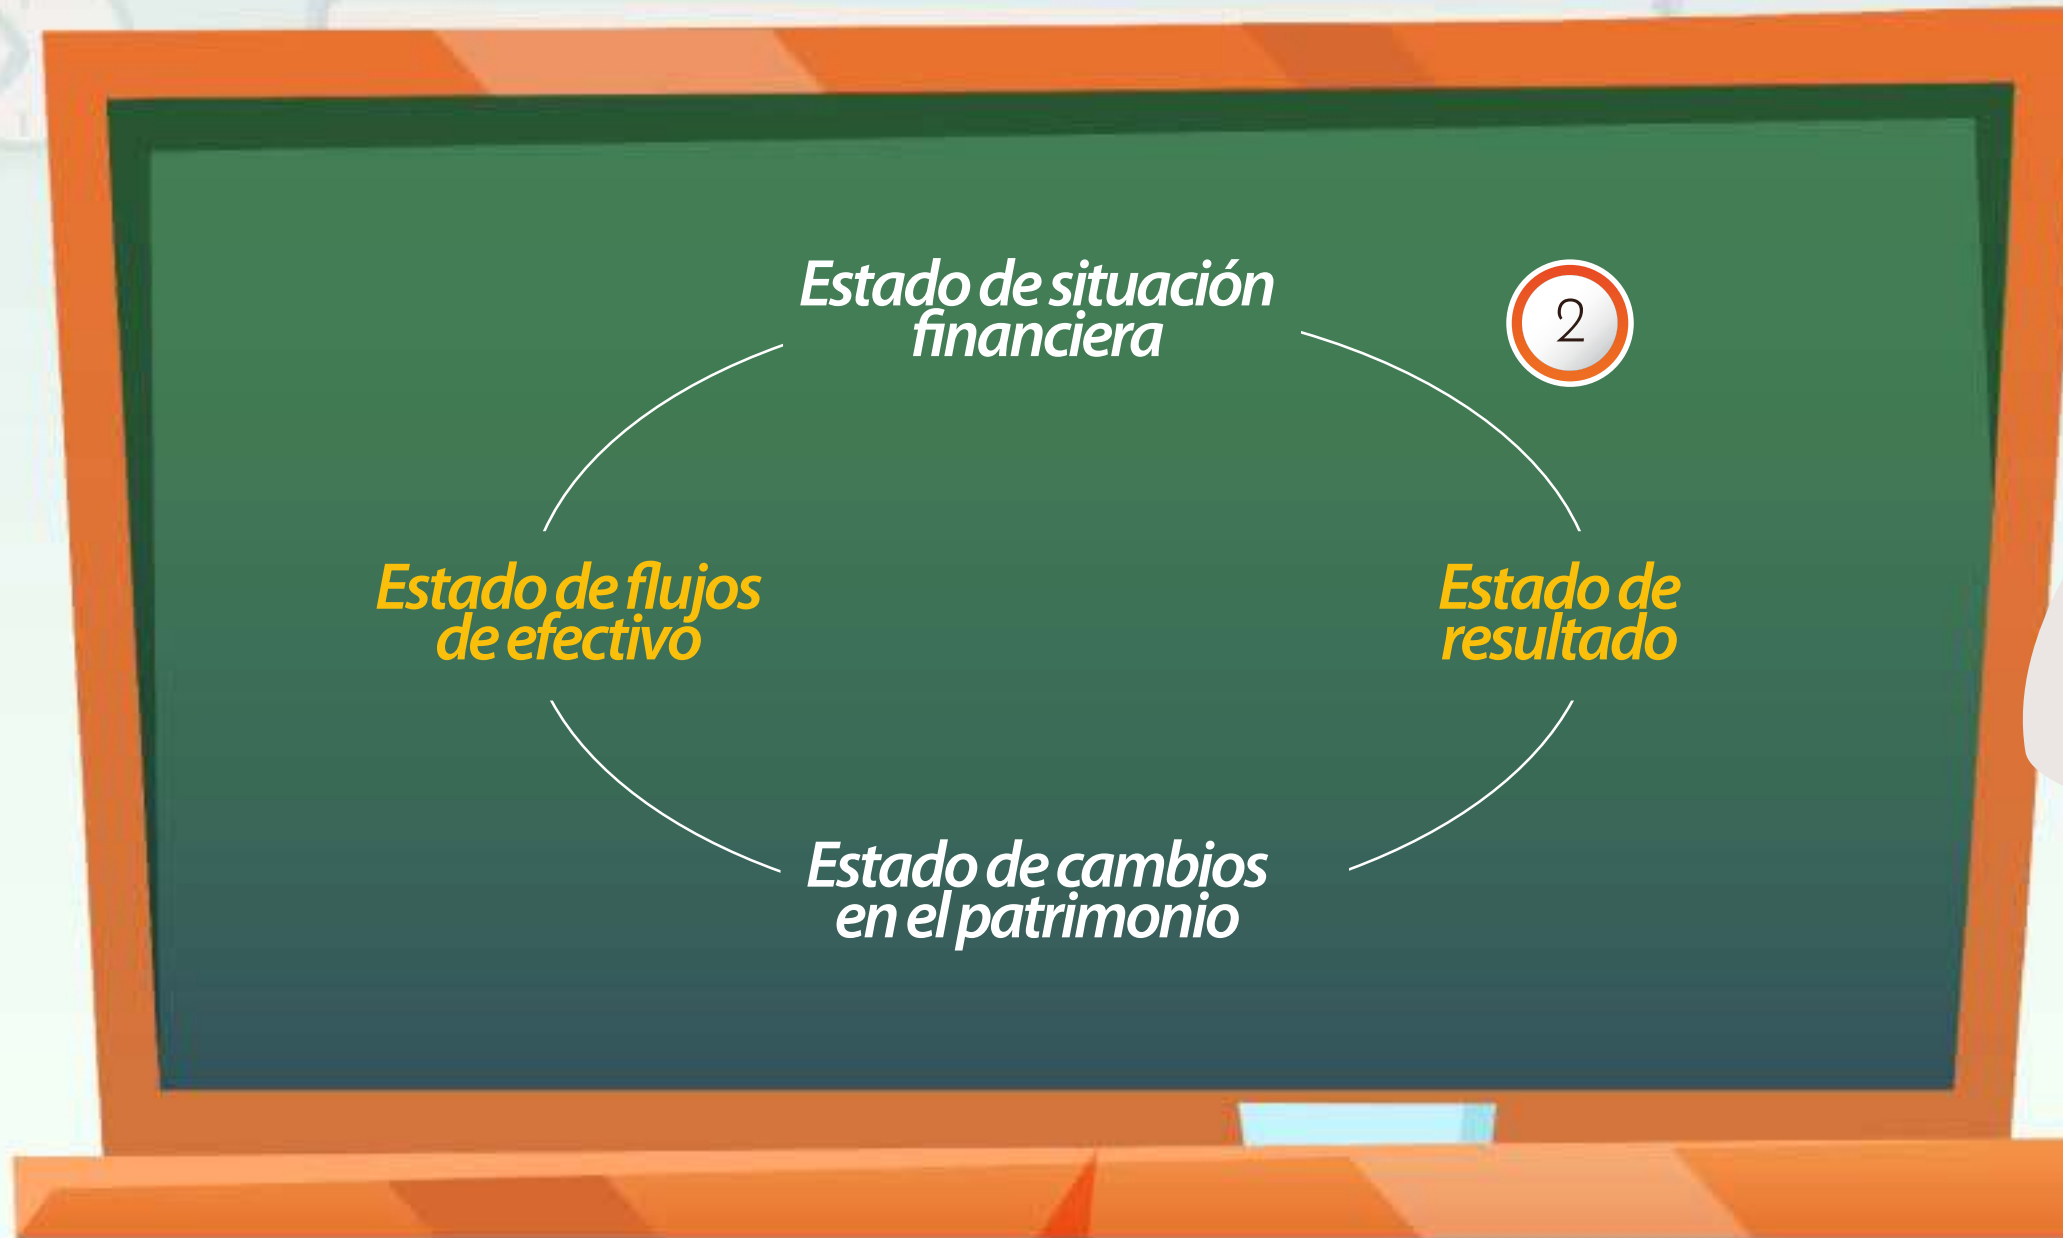 Estado de situación
financiera
2
Estado de flujos
de efectivo
Estado de
resultado
Estado de cambios
en el patrimonio